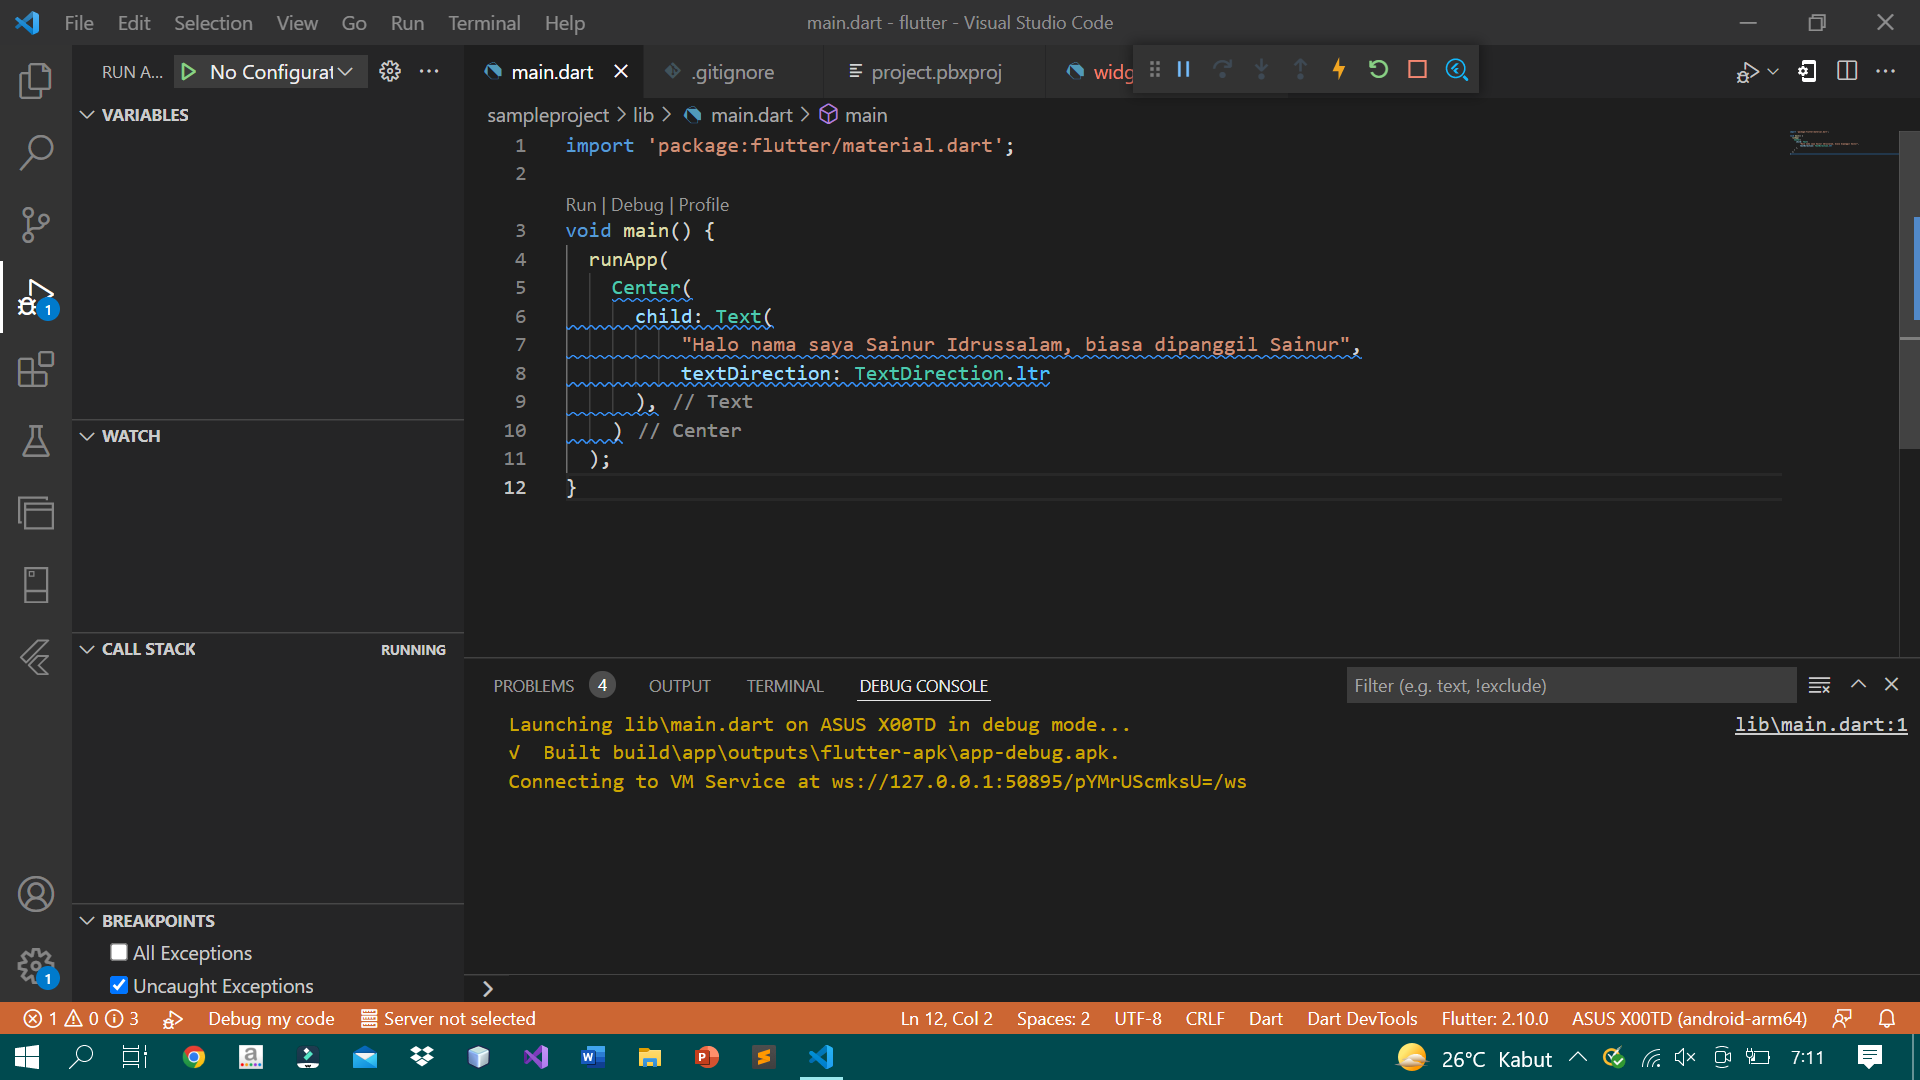 File Edit Selection View Go Run Terminal Help main.dart - flutter - Visual Studio Code
RUN A... No Configurat
main.dart .gitignore project.pbxproj widg
VARIABLES
sampleproject > lib > main.dart > main
1 import 'package:flutter/material.dart';
2
Run | Debug | Profile
3 void main() {
4 runApp(
5 Center(
6 child: Text(
7 "Halo nama saya Sainur Idrussalam, biasa dipanggil Sainur",
8 textDirection: TextDirection.ltr
9 ), // Text
10 ) // Center
11 );
12 }
1
WATCH
CALL STACK RUNNING
PROBLEMS 4 OUTPUT TERMINAL DEBUG CONSOLE Filter (e.g. text, !exclude)
Launching lib\main.dart on ASUS X00TD in debug mode... lib\main.dart:1
√ Built build\app\outputs\flutter-apk\app-debug.apk.
Connecting to VM Service at ws://127.0.0.1:50895/pYMrUScmksU=/ws
BREAKPOINTS
All Exceptions
Uncaught Exceptions
1
>
1 0 3 Debug my code Server not selected Ln 12, Col 2 Spaces: 2 UTF-8 CRLF Dart Dart DevTools Flutter: 2.10.0 ASUS X00TD (android-arm64)
26°C Kabut 7:11